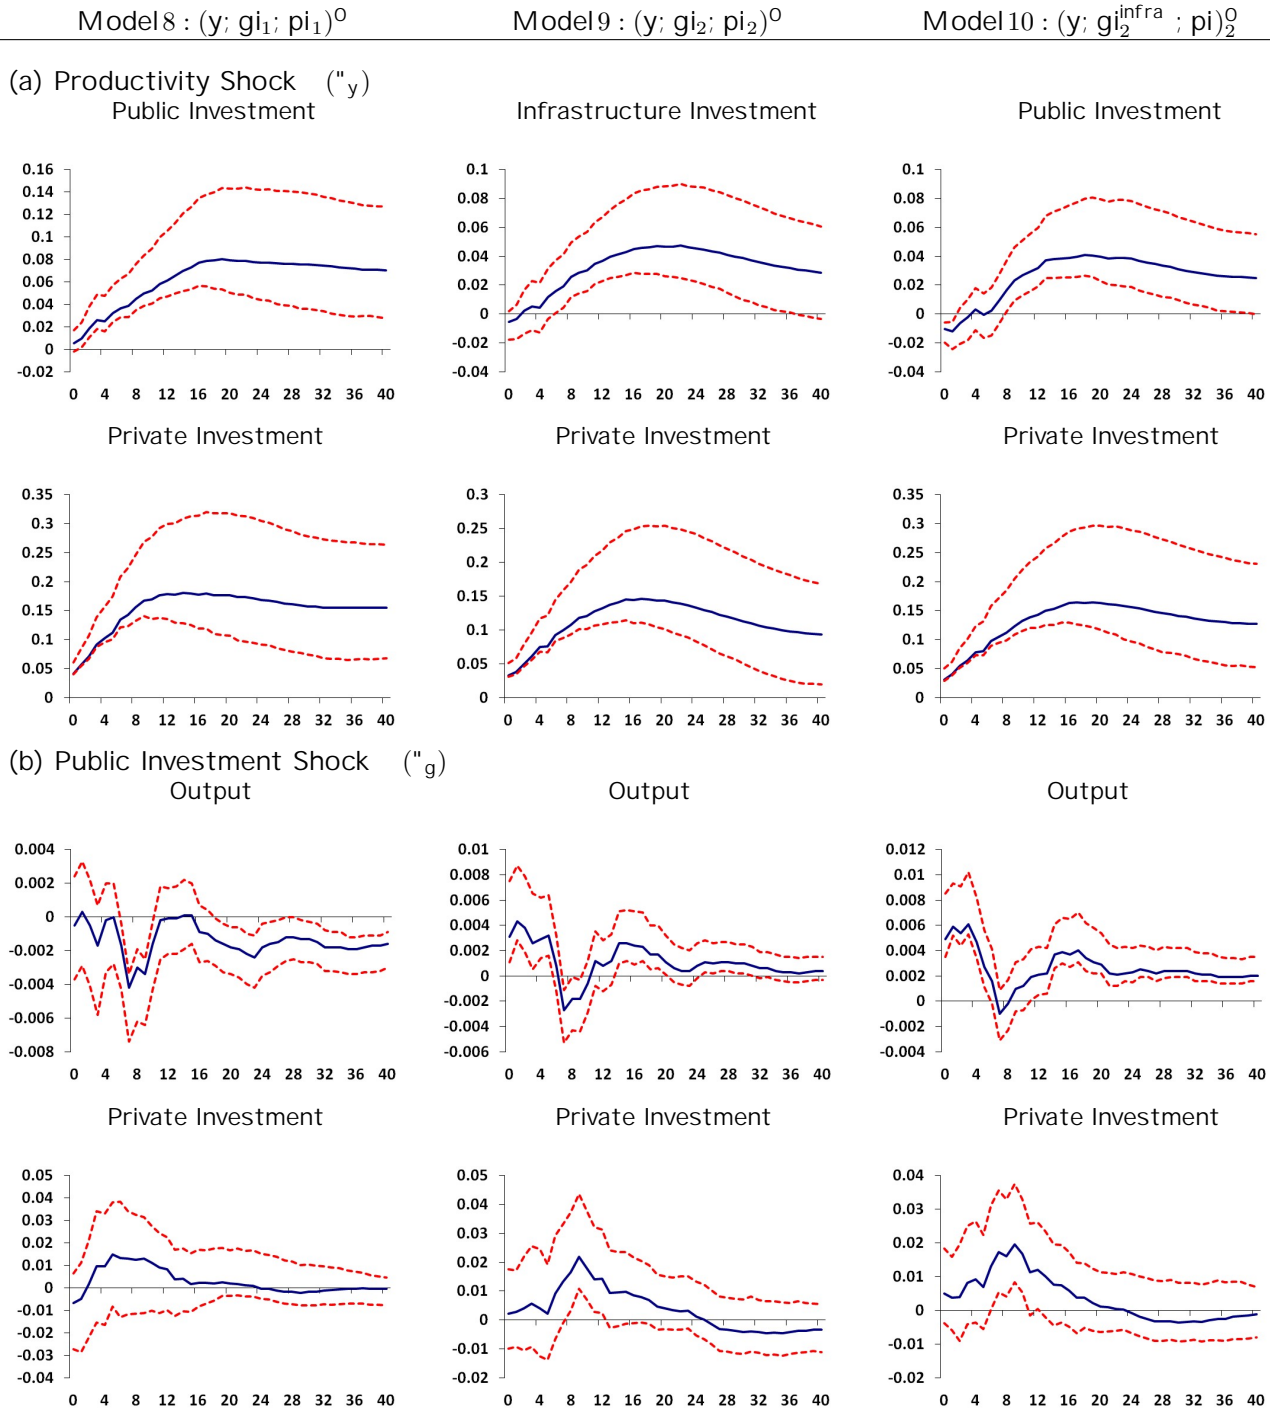 Model 8 : (y; gi₁; pi₁)⁰ Model 9 : (y; gi₂; pi₂)⁰ Model 10 : (y; gi₂^infra ; pi)₂⁰
(a) Productivity Shock ("y)
Public Investment Infrastructure Investment Public Investment
0.16 0.1 0.1
0.14 0.08 0.08
0.12 0.06 0.06
0.1 0.04 0.04
0.08 0.02 0.02
0.06 0 0
0.04 -0.02 -0.02
0.02 -0.04 -0.04
0
-0.02
0 4 8 12 16 20 24 28 32 36 40 0 4 8 12 16 20 24 28 32 36 40 0 4 8 12 16 20 24 28 32 36 40
Private Investment Private Investment Private Investment
0.35 0.3 0.35
0.3 0.25 0.3
0.25 0.2 0.25
0.2 0.15 0.2
0.15 0.1 0.15
0.1 0.05 0.1
0.05 0 0.05
0 0
0 4 8 12 16 20 24 28 32 36 40 0 4 8 12 16 20 24 28 32 36 40 0 4 8 12 16 20 24 28 32 36 40
(b) Public Investment Shock ("g)
Output Output Output
0.004 0.01 0.012
0.002 0.008 0.01
0 0.006 0.008
-0.002 0.004 0.006
-0.004 0.002 0.004
-0.006 0 0.002
-0.008 -0.002 0
-0.004 -0.002
-0.006 -0.004
0 4 8 12 16 20 24 28 32 36 40 0 4 8 12 16 20 24 28 32 36 40 0 4 8 12 16 20 24 28 32 36 40
Private Investment Private Investment Private Investment
0.05 0.05 0.04
0.04 0.04 0.03
0.03 0.03 0.02
0.02 0.02 0.01
0.01 0.01 0
0 0 -0.01
-0.01 -0.01 -0.02
-0.02 -0.02
-0.03
-0.04
0 4 8 12 16 20 24 28 32 36 40 0 4 8 12 16 20 24 28 32 36 40 0 4 8 12 16 20 24 28 32 36 40